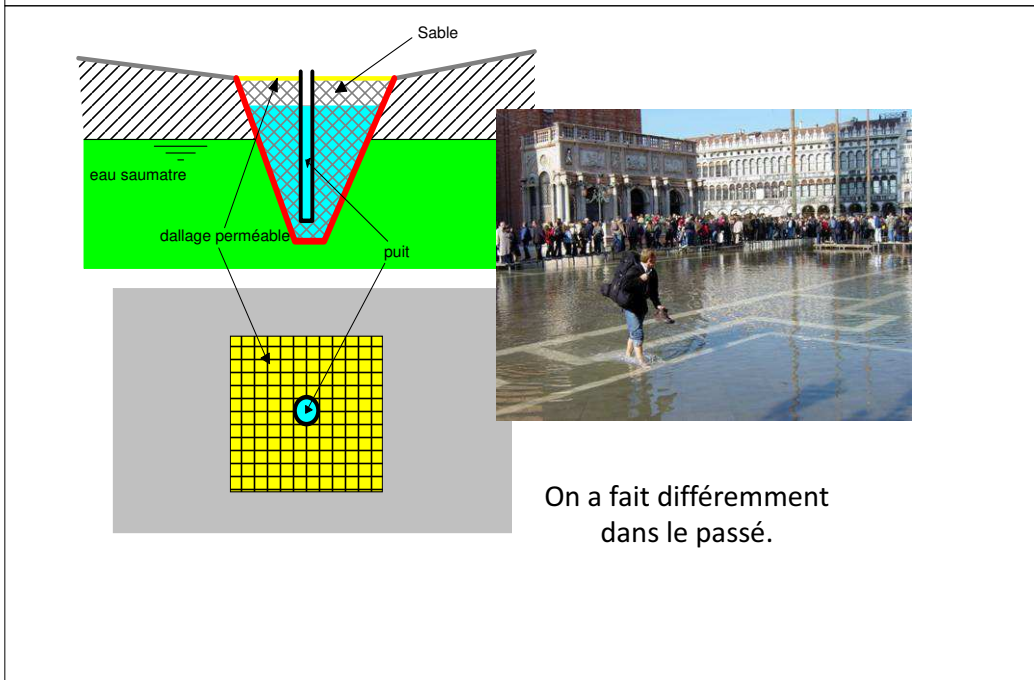 Sable
eau saumatre
dallage perméable
puit
On a fait différemment
dans le passé.